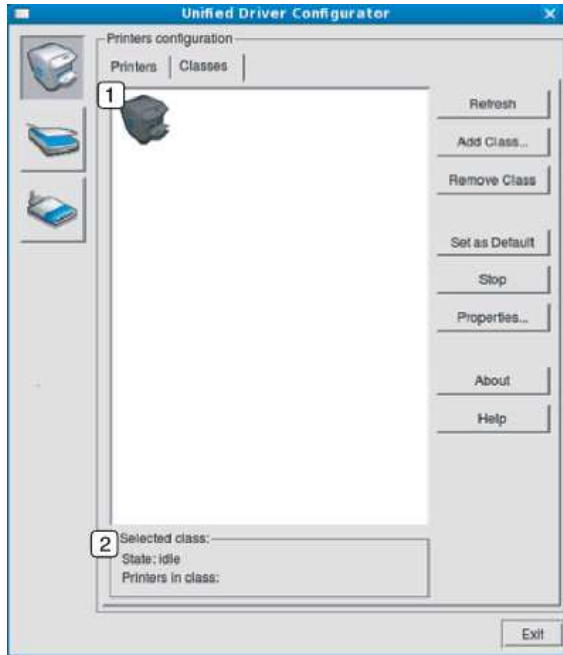 Unified Driver Configurator
Printers configuration
Printers
Classes
1
Refresh
Add Class...
Remove Class
Set as Default
Stop
Properties...
About
Help
2
Selected class:
State: idle
Printers in class:
Exit